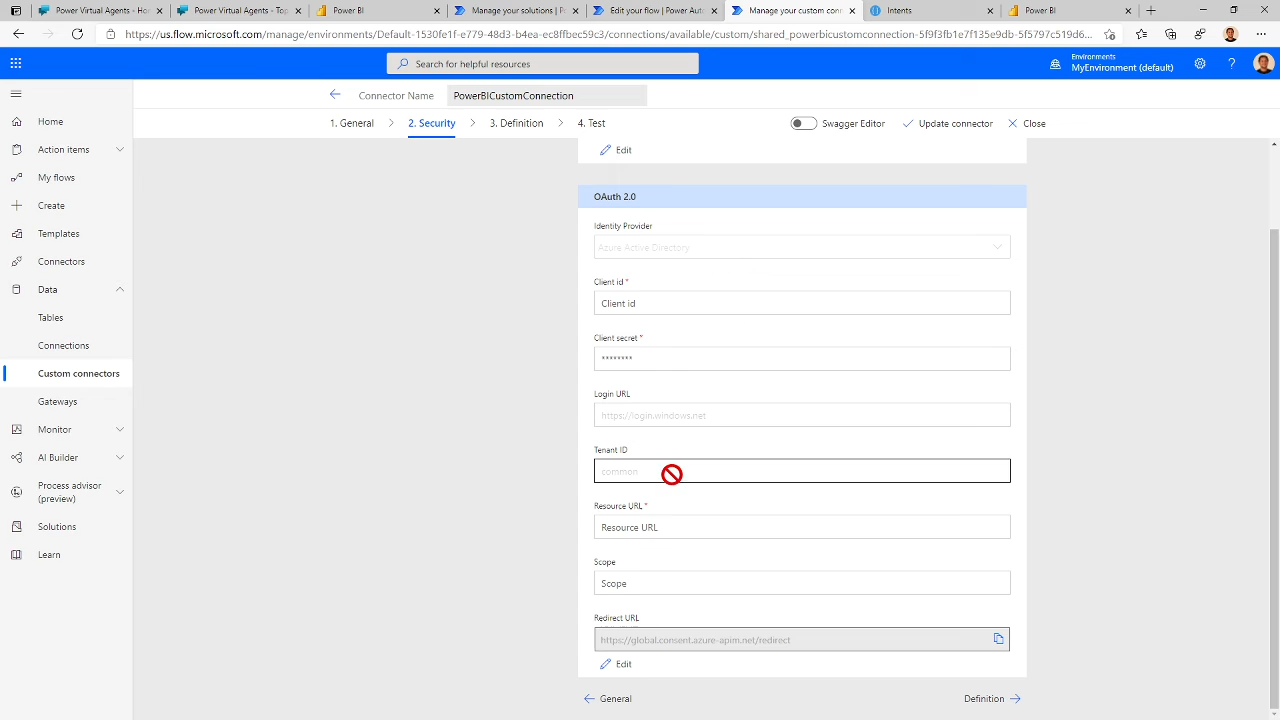 Power Virtual Agents - Hom
Power Virtual Agents - Top
Power BI
Manage your solutions | Po
Edit your flow | Power Auto
Manage your custom conn
Intents
Power BI
https://us.flow.microsoft.com/manage/environments/Default-1530fe1f-e779-48d3-b4ea-ec8ffbec59c3/connections/available/custom:shared_powerbicustomconnection-5f9f3fb1e7f135e9db-5f5797c519d6...
Search for helpful resources
Environments
MyEnvironment (default)
Connector Name
PowerBICustomConnection
1. General
2. Security
3. Definition
4. Test
Swagger Editor
Update connector
Close
Home
Action items
My flows
Create
Templates
Connectors
Data
Tables
Connections
Custom connectors
Gateways
Monitor
AI Builder
Process advisor
(preview)
Solutions
Learn
Edit
OAuth 2.0
Identity Provider
Azure Active Directory
Client id *
Client id
Client secret *
********
Login URL
https://login.windows.net
Tenant ID
common
Resource URL *
Resource URL
Scope
Scope
Redirect URL
https://global.consent.azure-apim.net/redirect
Edit
General
Definition